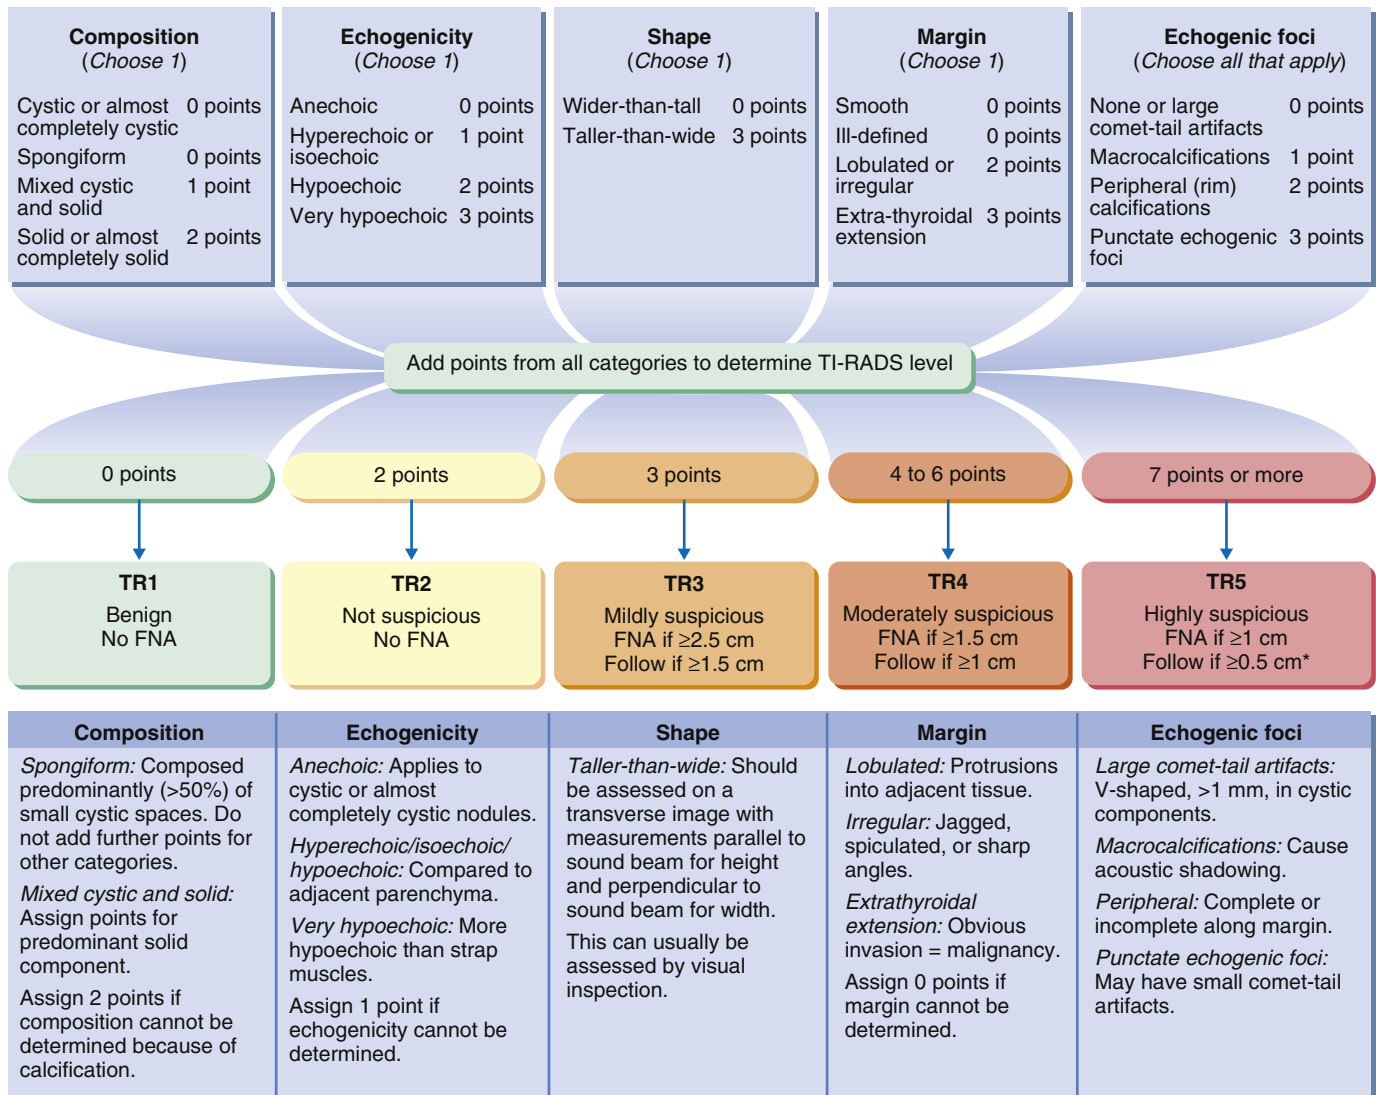 Composition
(Choose 1)
Cystic or almost 0 points
completely cystic
Spongiform 0 points
Mixed cystic 1 point
and solid
Solid or almost 2 points
completely solid
Echogenicity
(Choose 1)
Anechoic 0 points
Hyperechoic or 1 point
isoechoic
Hypoechoic 2 points
Very hypoechoic 3 points
Shape
(Choose 1)
Wider-than-tall 0 points
Taller-than-wide 3 points
Margin
(Choose 1)
Smooth 0 points
Ill-defined 0 points
Lobulated or 2 points
irregular
Extra-thyroidal 3 points
extension
Echogenic foci
(Choose all that apply)
None or large 0 points
comet-tail artifacts
Macrocalcifications 1 point
Peripheral (rim) 2 points
calcifications
Punctate echogenic 3 points
foci
Add points from all categories to determine TI-RADS level
0 points
2 points
3 points
4 to 6 points
7 points or more
TR1
Benign
No FNA
TR2
Not suspicious
No FNA
TR3
Mildly suspicious
FNA if ≥2.5 cm
Follow if ≥1.5 cm
TR4
Moderately suspicious
FNA if ≥1.5 cm
Follow if ≥1 cm
TR5
Highly suspicious
FNA if ≥1 cm
Follow if ≥0.5 cm*
Composition
Spongiform: Composed
predominantly (>50%) of
small cystic spaces. Do
not add further points for
other categories.
Mixed cystic and solid:
Assign points for
predominant solid
component.
Assign 2 points if
composition cannot be
determined because of
calcification.
Echogenicity
Anechoic: Applies to
cystic or almost
completely cystic nodules.
Hyperechoic/isoechoic/
hypoechoic: Compared to
adjacent parenchyma.
Very hypoechoic: More
hypoechoic than strap
muscles.
Assign 1 point if
echogenicity cannot be
determined.
Shape
Taller-than-wide: Should
be assessed on a
transverse image with
measurements parallel to
sound beam for height
and perpendicular to
sound beam for width.
This can usually be
assessed by visual
inspection.
Margin
Lobulated: Protrusions
into adjacent tissue.
Irregular: Jagged,
spiculated, or sharp
angles.
Extrathyroidal
extension: Obvious
invasion = malignancy.
Assign 0 points if
margin cannot be
determined.
Echogenic foci
Large comet-tail artifacts:
V-shaped, >1 mm, in cystic
components.
Macrocalcifications: Cause
acoustic shadowing.
Peripheral: Complete or
incomplete along margin.
Punctate echogenic foci:
May have small comet-tail
artifacts.